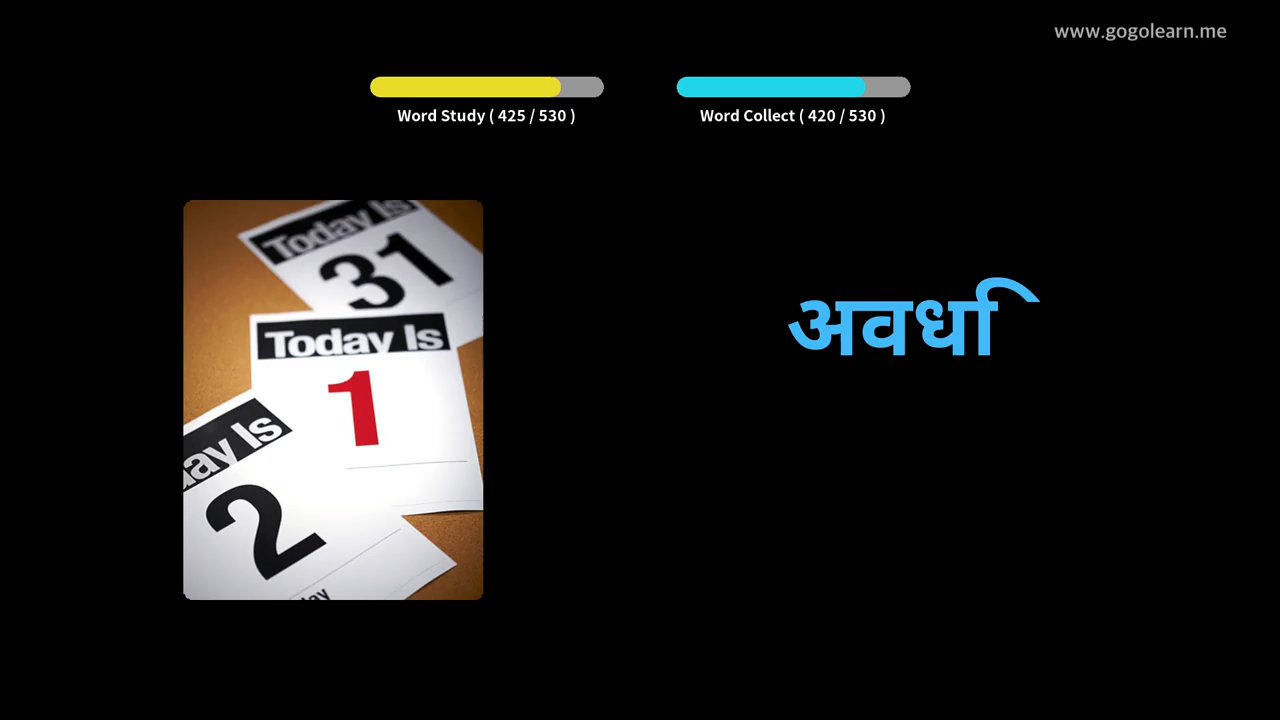 www.gogolearn.me
Word Study ( 425 / 530 )
Word Collect ( 420 / 530 )
Today Is
31
अवधि
Today Is
1
ay Is
2